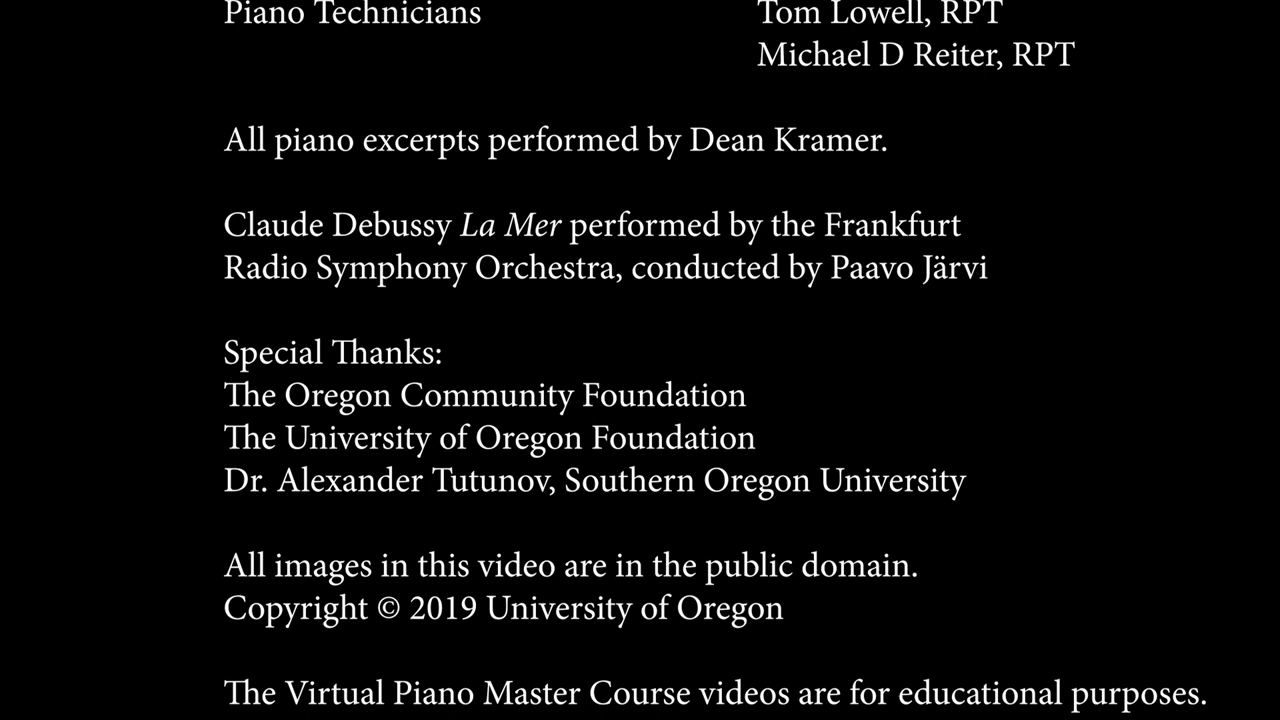 Piano Technicians Tom Lowell, RPT
Michael D Reiter, RPT
All piano excerpts performed by Dean Kramer.
Claude Debussy La Mer performed by the Frankfurt
Radio Symphony Orchestra, conducted by Paavo Järvi
Special Thanks:
The Oregon Community Foundation
The University of Oregon Foundation
Dr. Alexander Tutunov, Southern Oregon University
All images in this video are in the public domain.
Copyright © 2019 University of Oregon
The Virtual Piano Master Course videos are for educational purposes.